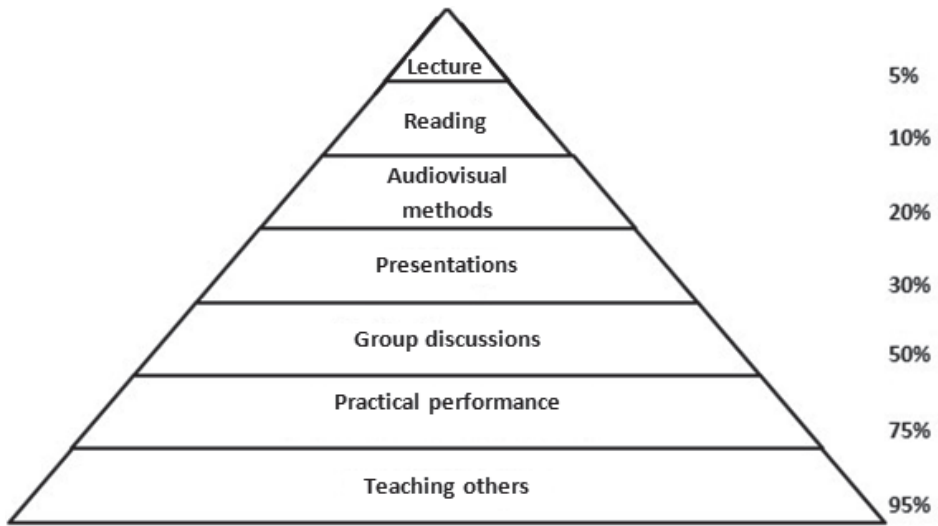 Lecture
5%
Reading
10%
Audiovisual
methods
20%
Presentations
30%
Group discussions
50%
Practical performance
75%
Teaching others
95%